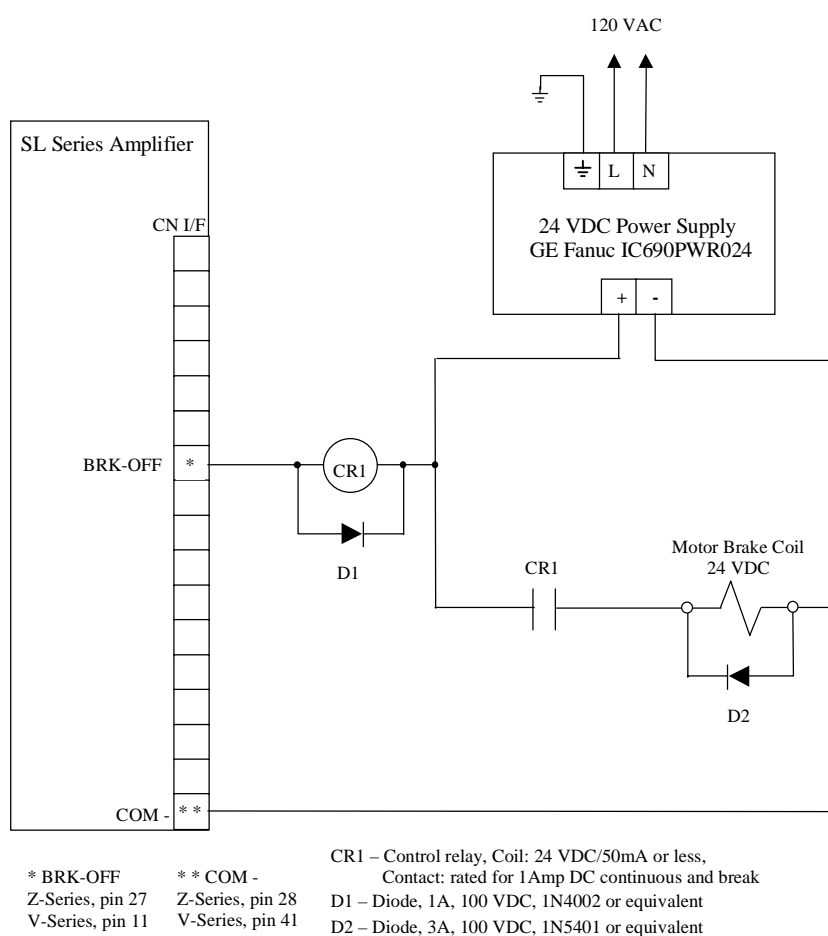 120 VAC
SL Series Amplifier
L N
CN I/F
24 VDC Power Supply
GE Fanuc IC690PWR024
+ -
BRK-OFF *
CR1
D1
Motor Brake Coil
24 VDC
CR1
D2
COM - * *
* BRK-OFF
Z-Series, pin 27
V-Series, pin 11
* * COM -
Z-Series, pin 28
V-Series, pin 41
CR1 – Control relay, Coil: 24 VDC/50mA or less,
Contact: rated for 1Amp DC continuous and break
D1 – Diode, 1A, 100 VDC, 1N4002 or equivalent
D2 – Diode, 3A, 100 VDC, 1N5401 or equivalent